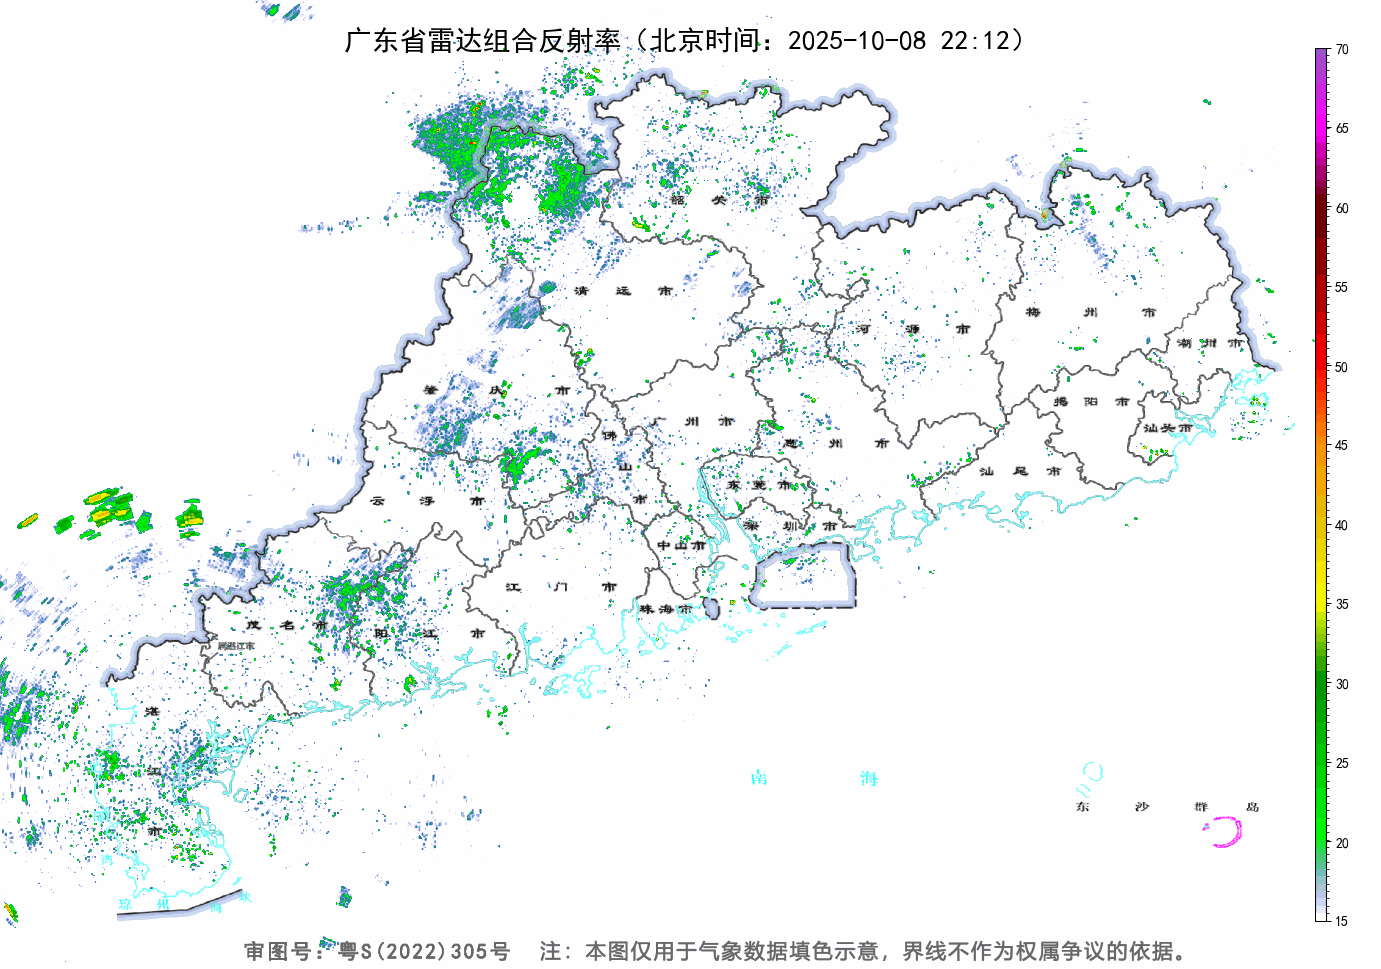 广东省雷达组合反射率（北京时间：2025-10-08 22:12）
70
65
60
55
50
45
40
35
30
25
20
15
韶关市
清远市
河源市
梅州市
潮州市
肇庆市
广州市
佛山市
惠州市
揭阳市
汕头市
汕尾市
云浮市
东莞市
深圳市
中山市
江门市
珠海市
茂名市
阳江市
属湛江市
湛江市
南海
东沙群岛
湾
琼州海峡
审图号：粤S(2022)305号 注：本图仅用于气象数据填色示意，界线不作为权属争议的依据。